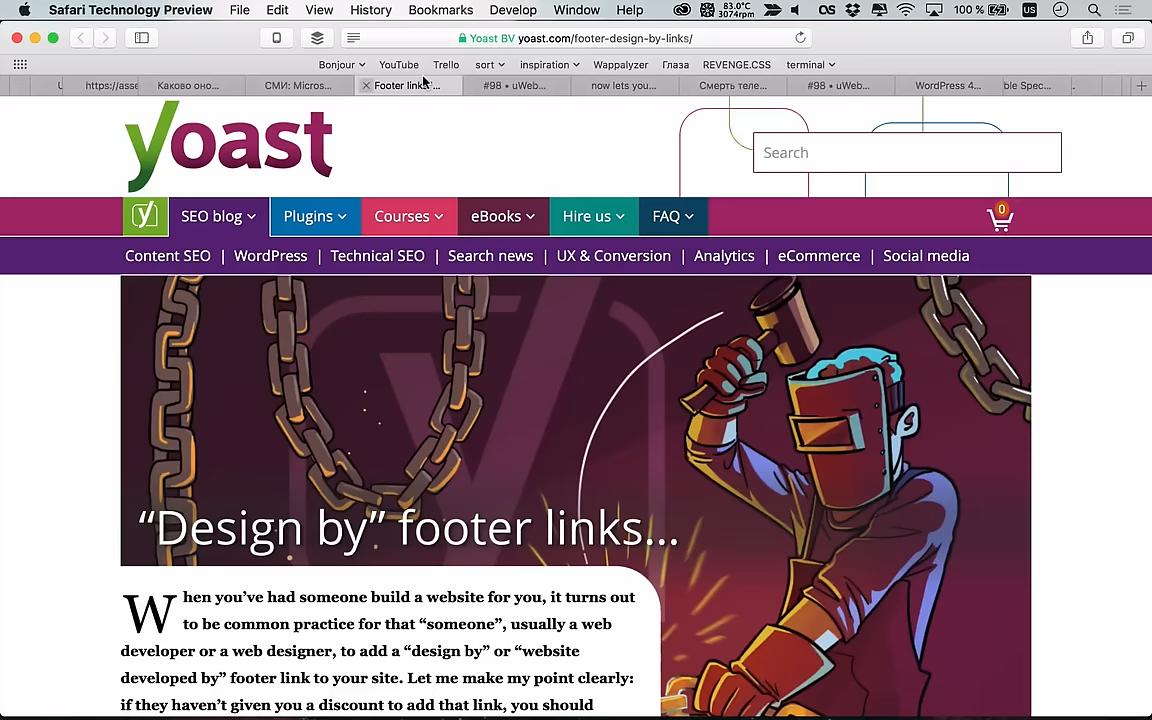 Safari Technology Preview File Edit View History Bookmarks Develop Window Help 83.0°C 3074rpm 100 % US
Yoast BV yoast.com/footer-design-by-links/
Bonjour YouTube Trello sort inspiration Wappalyzer Глаза REVENGE.CSS terminal
https://asse Каково оно... СМИ: Micros... Footer links ... #98 • uWeb... now lets you... Смерть теле... #98 • uWeb... WordPress 4... ble Spec...
yoast
Search
SEO blog Plugins Courses eBooks Hire us FAQ 0
Content SEO | WordPress | Technical SEO | Search news | UX & Conversion | Analytics | eCommerce | Social media
“Design by” footer links...
When you’ve had someone build a website for you, it turns out
to be common practice for that “someone”, usually a web
developer or a web designer, to add a “design by” or “website
developed by” footer link to your site. Let me make my point clearly:
if they haven’t given you a discount to add that link, you should